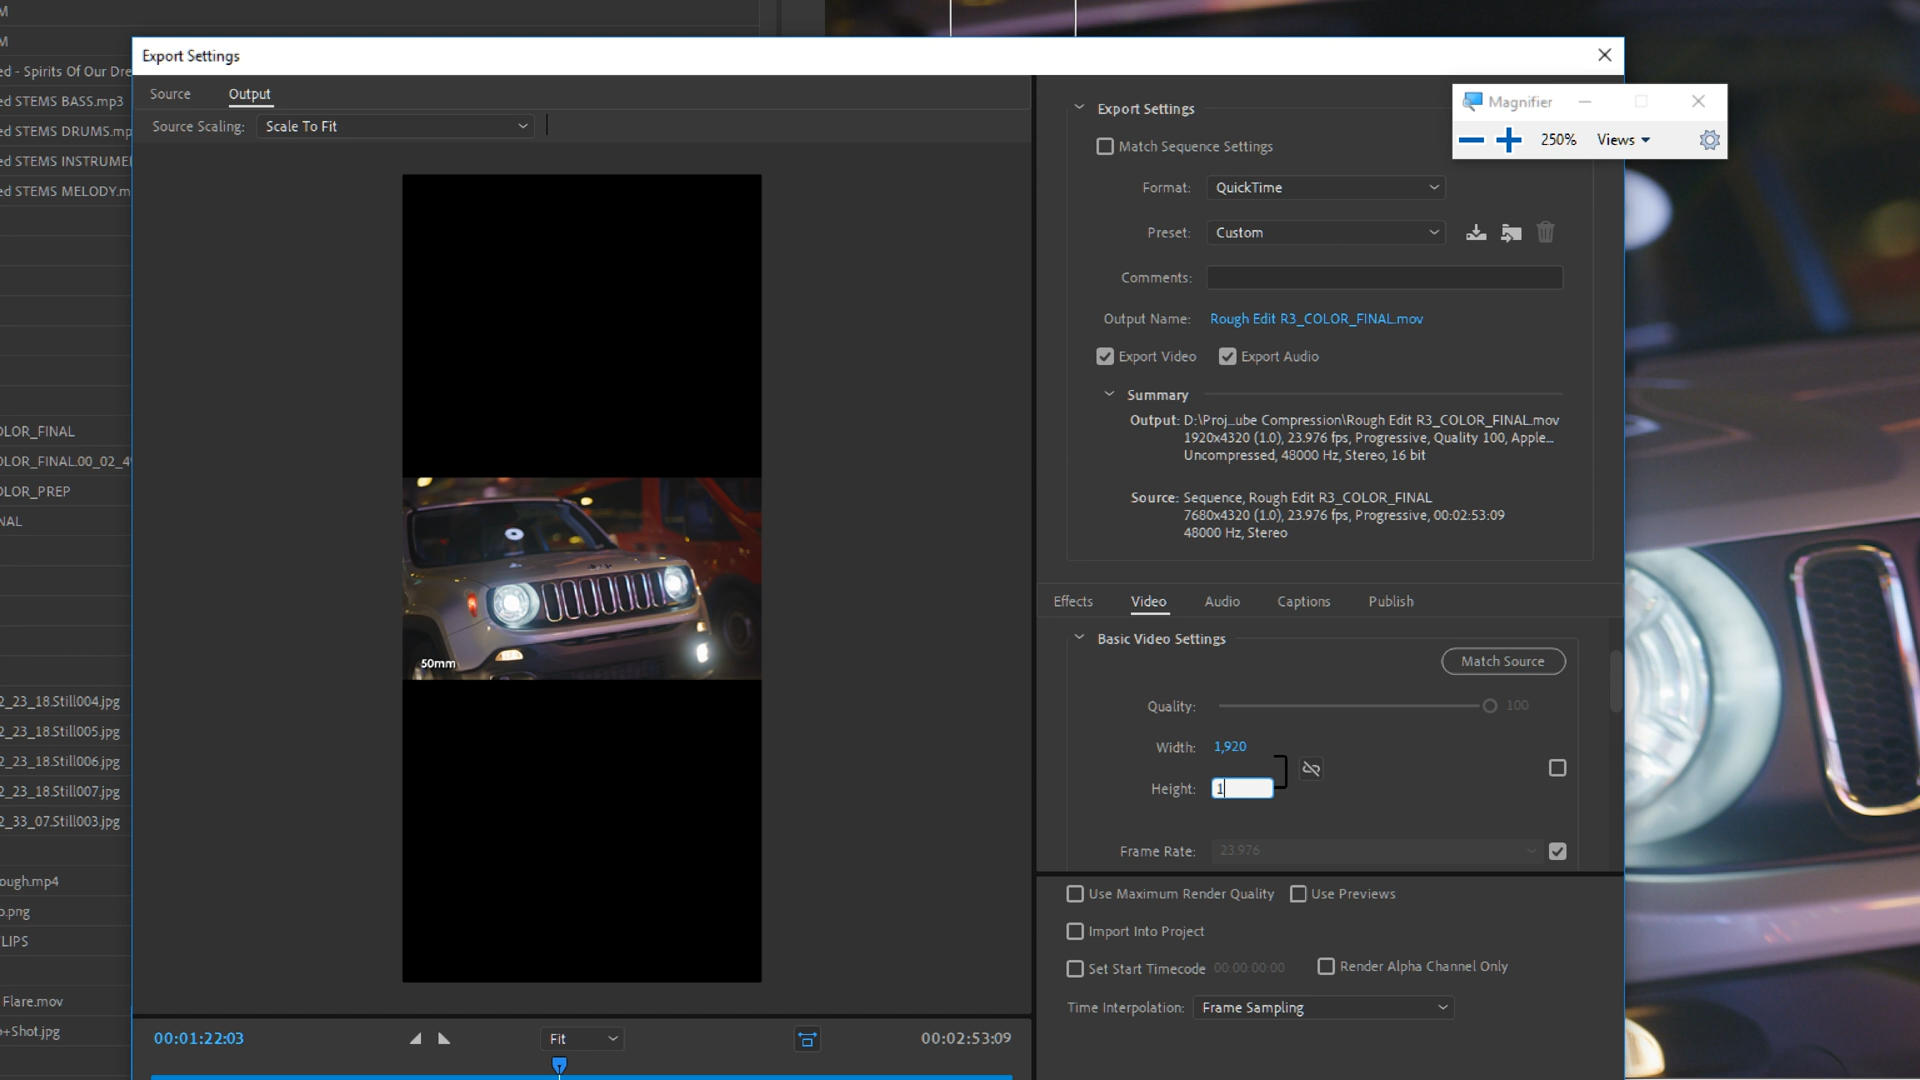 M
M
ed - Spirits Of Our Dre
ed STEMS BASS.mp3
ed STEMS DRUMS.mp
ed STEMS INSTRUME
ed STEMS MELODY.m
OLOR_FINAL
OLOR_FINAL.00_02_49
OLOR_PREP
NAL
2_23_18.Still004.jpg
2_23_18.Still005.jpg
2_23_18.Still006.jpg
2_23_18.Still007.jpg
2_33_07.Still003.jpg
ough.mp4
o.png
LIPS
Flare.mov
o+Shot.jpg
Export Settings
Source Output
Source Scaling: Scale To Fit
50mm
00:01:22:03 Fit 00:02:53:09
Export Settings
Match Sequence Settings
Format: QuickTime
Preset: Custom
Comments:
Output Name: Rough Edit R3_COLOR_FINAL.mov
Export Video Export Audio
Summary
Output: D:\Proj...ube Compression\Rough Edit R3_COLOR_FINAL.mov
1920x4320 (1.0), 23.976 fps, Progressive, Quality 100, Apple...
Uncompressed, 48000 Hz, Stereo, 16 bit
Source: Sequence, Rough Edit R3_COLOR_FINAL
7680x4320 (1.0), 23.976 fps, Progressive, 00:02:53:09
48000 Hz, Stereo
Effects Video Audio Captions Publish
Basic Video Settings
Match Source
Quality: 100
Width: 1,920
Height: 1
Frame Rate: 23.976
Use Maximum Render Quality Use Previews
Import Into Project
Set Start Timecode 00:00:00:00 Render Alpha Channel Only
Time Interpolation: Frame Sampling
Magnifier
250% Views